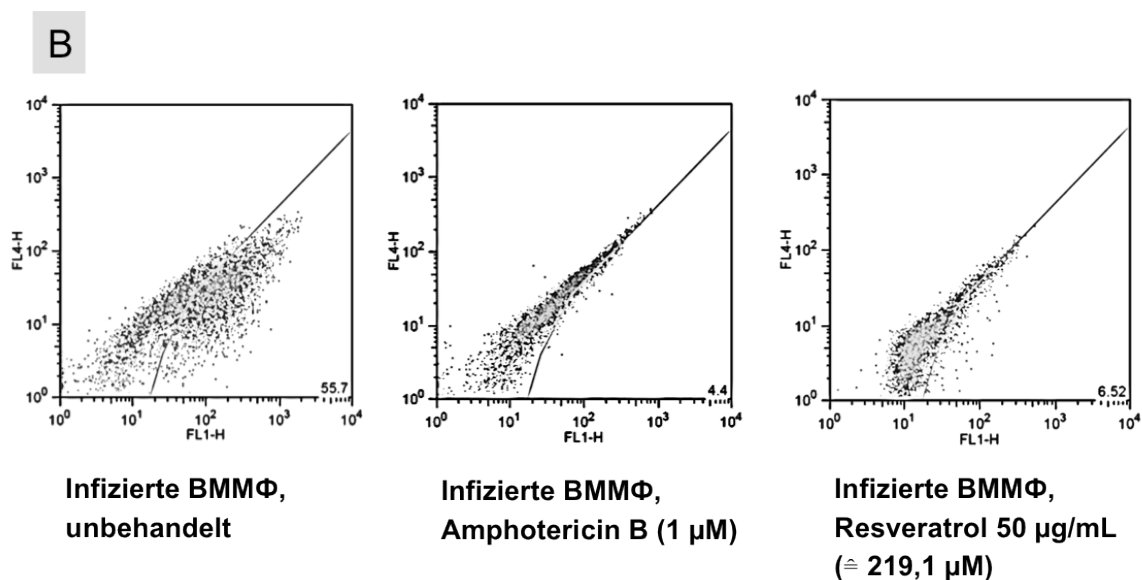 B
10⁴
10³
10²
10¹
10⁰
FL4-H
55.7
10⁰ 10¹ 10² 10³ 10⁴
FL1-H
Infizierte BMMΦ,
unbehandelt
10⁴
10³
10²
10¹
10⁰
FL4-H
4.4
10⁰ 10¹ 10² 10³ 10⁴
FL1-H
Infizierte BMMΦ,
Amphotericin B (1 µM)
10⁴
10³
10²
10¹
10⁰
FL4-H
6.52
10⁰ 10¹ 10² 10³ 10⁴
FL1-H
Infizierte BMMΦ,
Resveratrol 50 µg/mL
(≙ 219,1 µM)